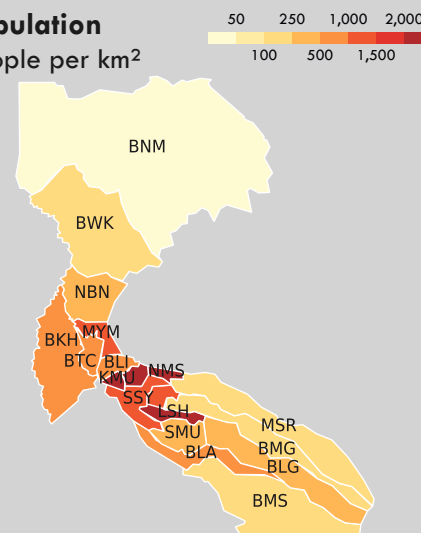 pulation
ople per km²
50 250 1,000 2,000
100 500 1,500
BNM
BWK
NBN
MYM
BKH
BTC BLI
NMS
KMU
SSY
LSH
MSR
SMU
BMG
BLA
BLG
BMS